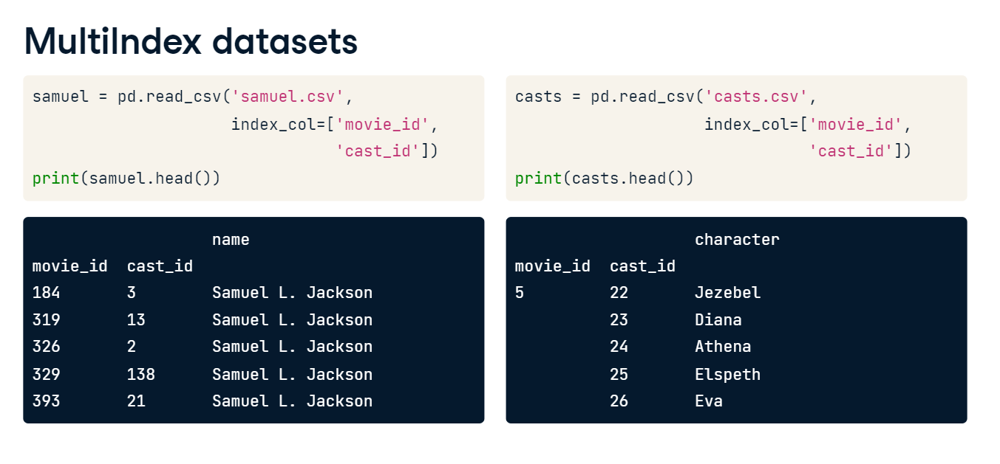 MultiIndex datasets
samuel = pd.read_csv('samuel.csv',
index_col=['movie_id',
'cast_id'])
print(samuel.head())
name
movie_id cast_id
184 3 Samuel L. Jackson
319 13 Samuel L. Jackson
326 2 Samuel L. Jackson
329 138 Samuel L. Jackson
393 21 Samuel L. Jackson
casts = pd.read_csv('casts.csv',
index_col=['movie_id',
'cast_id'])
print(casts.head())
character
movie_id cast_id
5 22 Jezebel
23 Diana
24 Athena
25 Elspeth
26 Eva